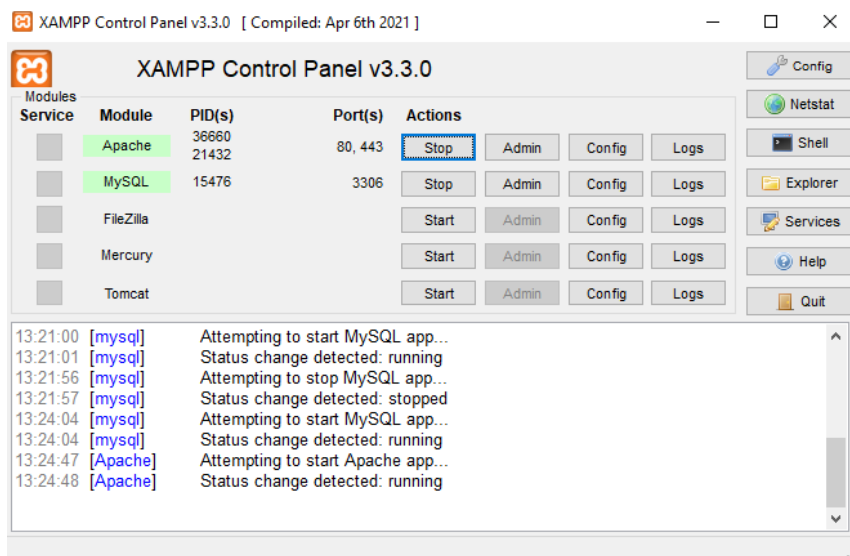 XAMPP Control Panel v3.3.0 [ Compiled: Apr 6th 2021 ]
XAMPP Control Panel v3.3.0
Config
Modules
Service Module PID(s) Port(s) Actions
Netstat
Apache 36660 21432 80, 443 Stop Admin Config Logs
Shell
MySQL 15476 3306 Stop Admin Config Logs
Explorer
FileZilla Start Admin Config Logs
Services
Mercury Start Admin Config Logs
Help
Tomcat Start Admin Config Logs
Quit
13:21:00 [mysql] Attempting to start MySQL app...
13:21:01 [mysql] Status change detected: running
13:21:56 [mysql] Attempting to stop MySQL app...
13:21:57 [mysql] Status change detected: stopped
13:24:04 [mysql] Attempting to start MySQL app...
13:24:04 [mysql] Status change detected: running
13:24:47 [Apache] Attempting to start Apache app...
13:24:48 [Apache] Status change detected: running